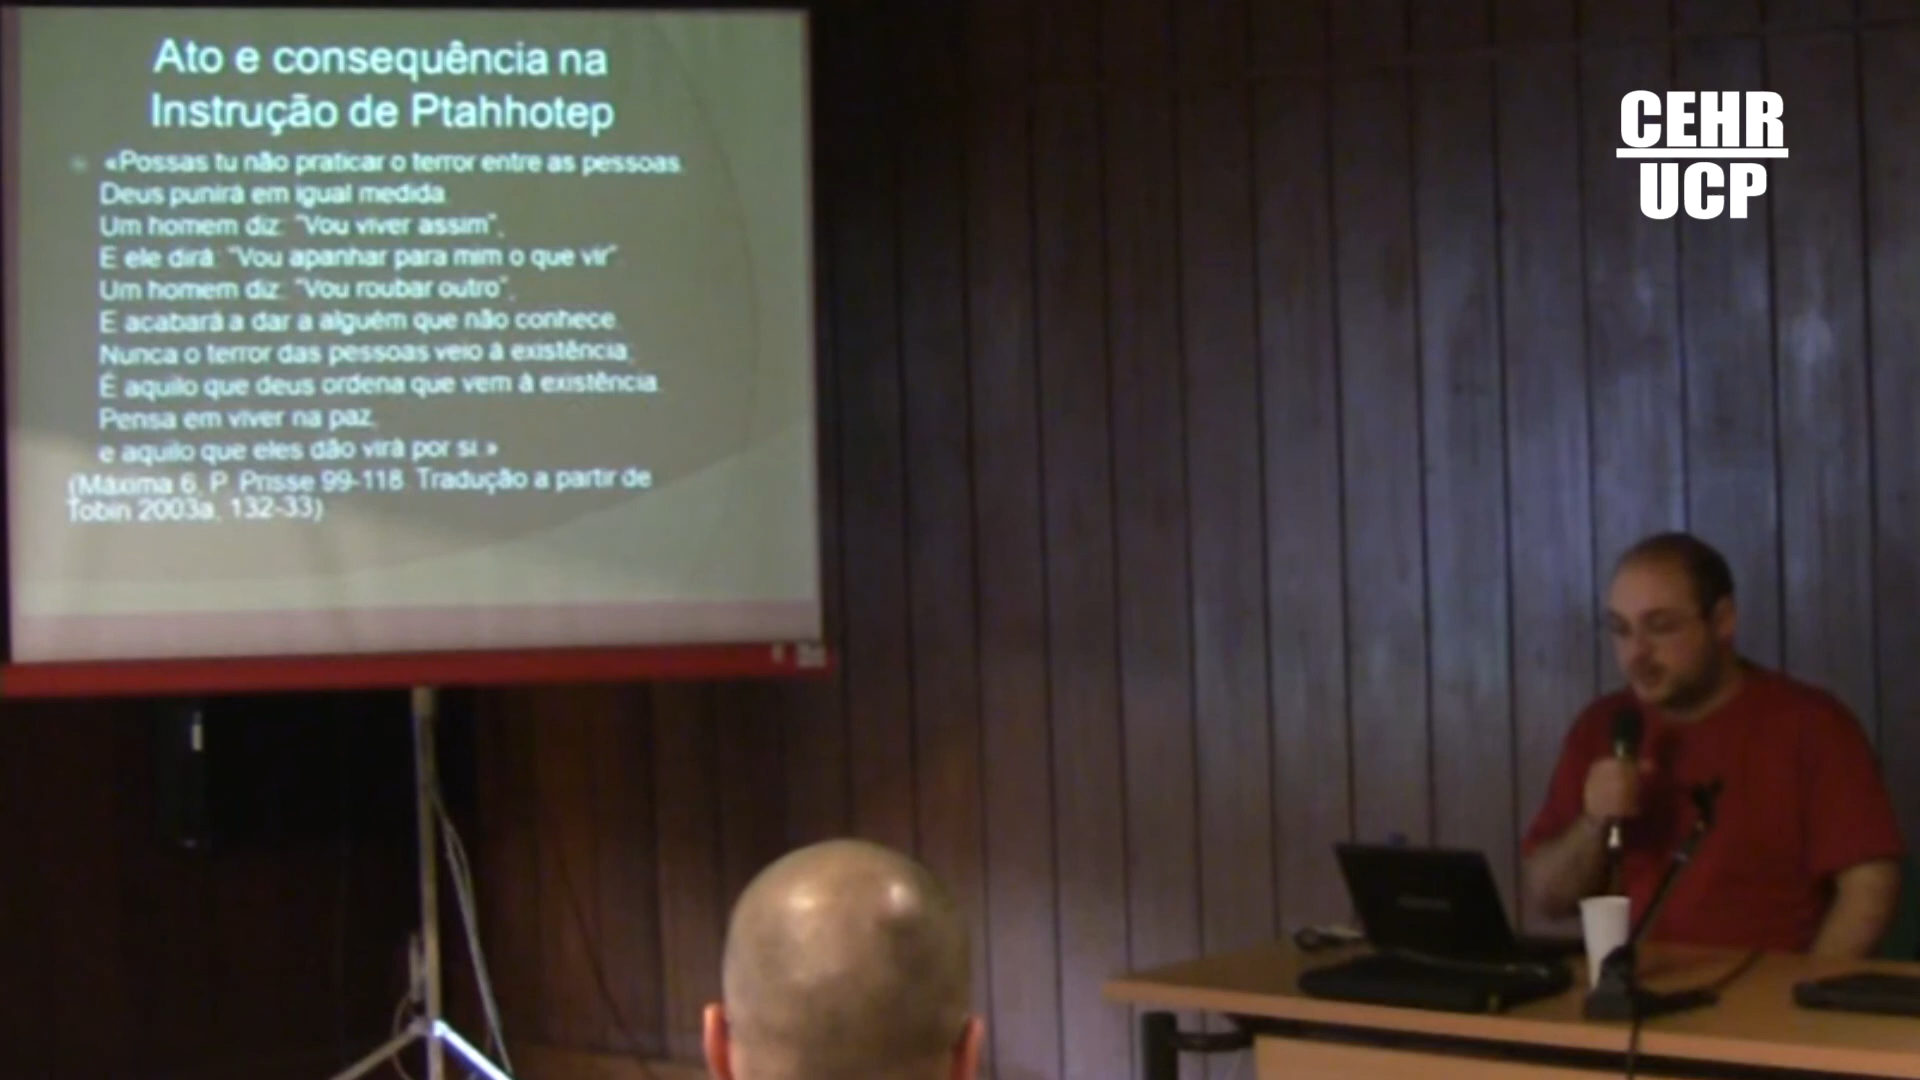 Ato e consequência na
Instrução de Ptahhotep
«Possas tu não praticar o terror entre as pessoas.
Deus punirá em igual medida.
Um homem diz: "Vou viver assim",
E ele dirá: "Vou apanhar para mim o que vir".
Um homem diz: "Vou roubar outro",
E acabará a dar a alguém que não conhece.
Nunca o terror das pessoas veio à existência;
É aquilo que deus ordena que vem à existência.
Pensa em viver na paz,
e aquilo que eles dão virá por si.»
(Máxima 6, P. Prisse 99-118. Tradução a partir de
Tobin 2003a, 132-33)
CEHR
UCP